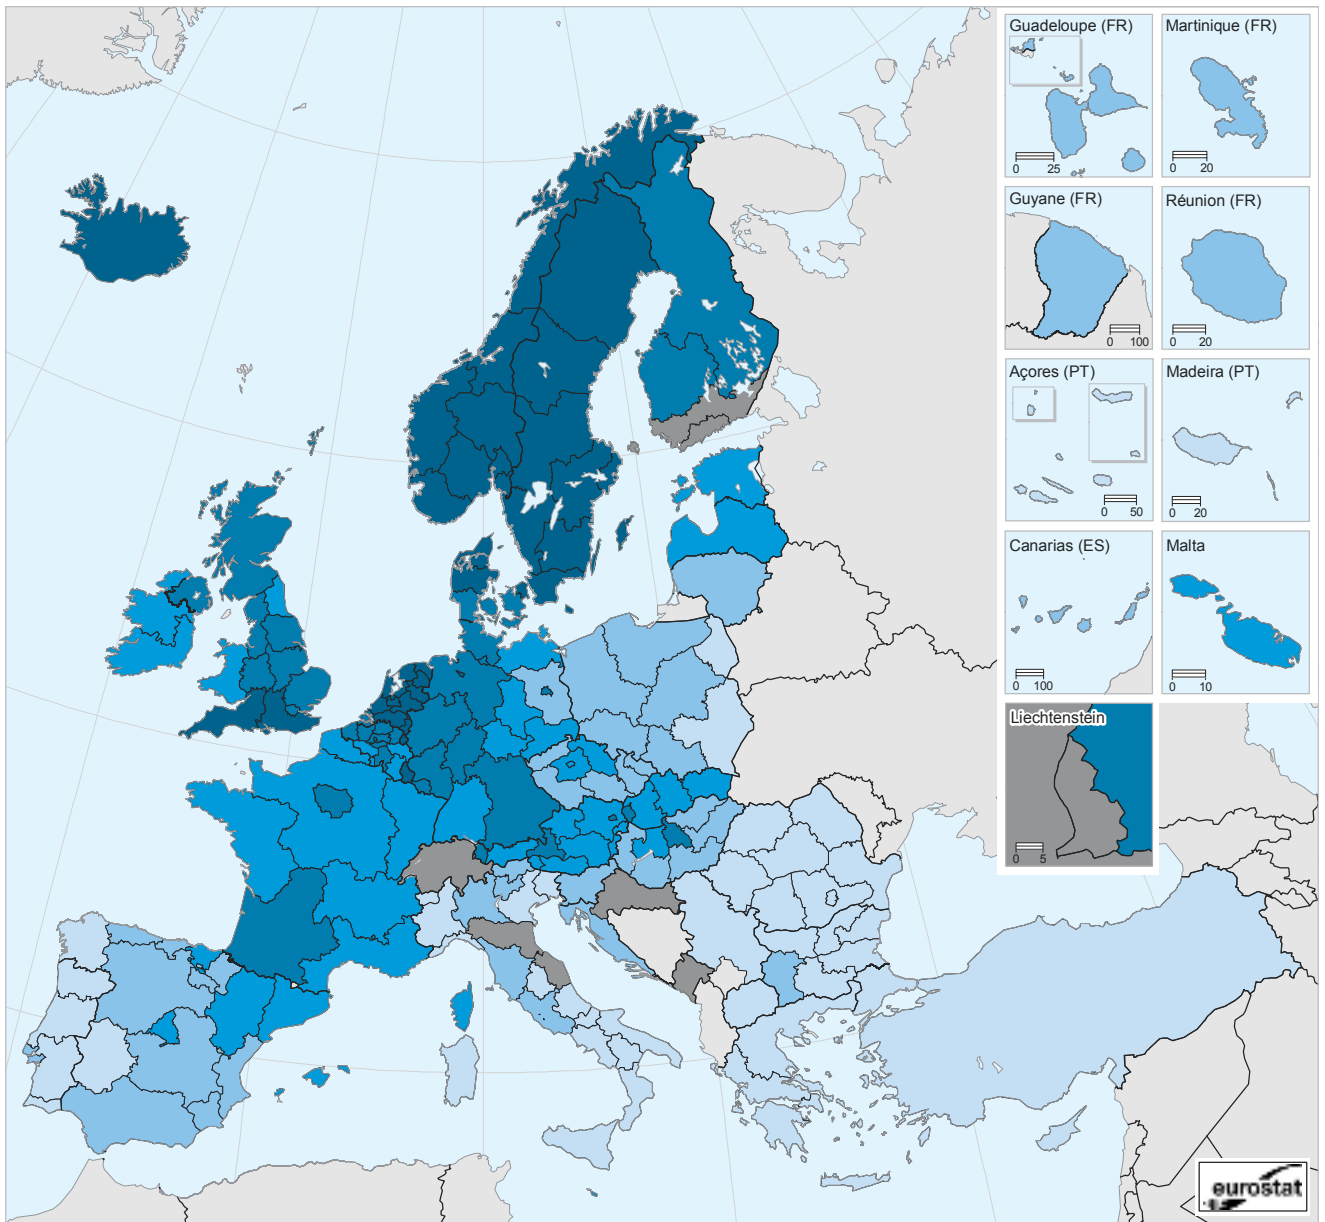 Guadeloupe (FR)
0 25
Martinique (FR)
0 20
Guyane (FR)
0 100
Réunion (FR)
0 20
Açores (PT)
0 50
Madeira (PT)
0 20
Canarias (ES)
0 100
Malta
0 10
Liechtenstein
0 5
eurostat